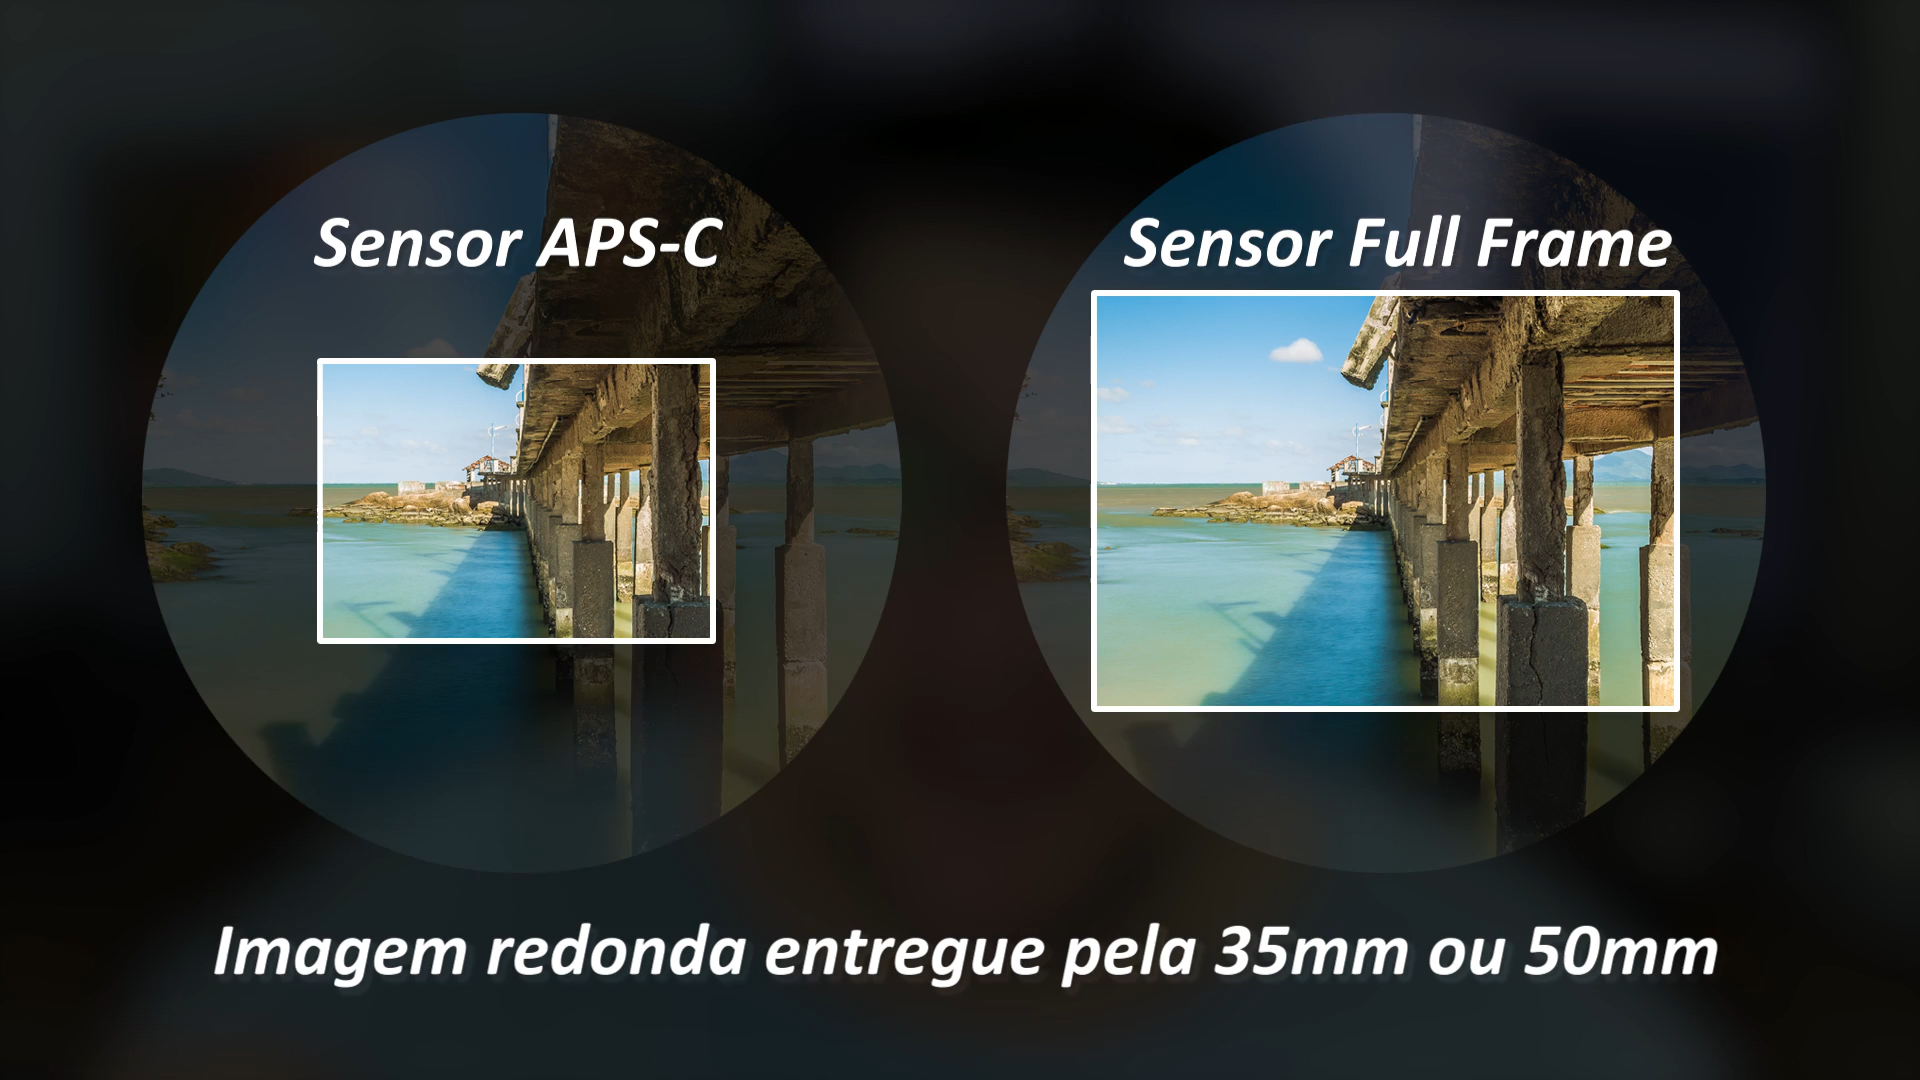 Sensor APS-C
Sensor Full Frame
Imagem redonda entregue pela 35mm ou 50mm